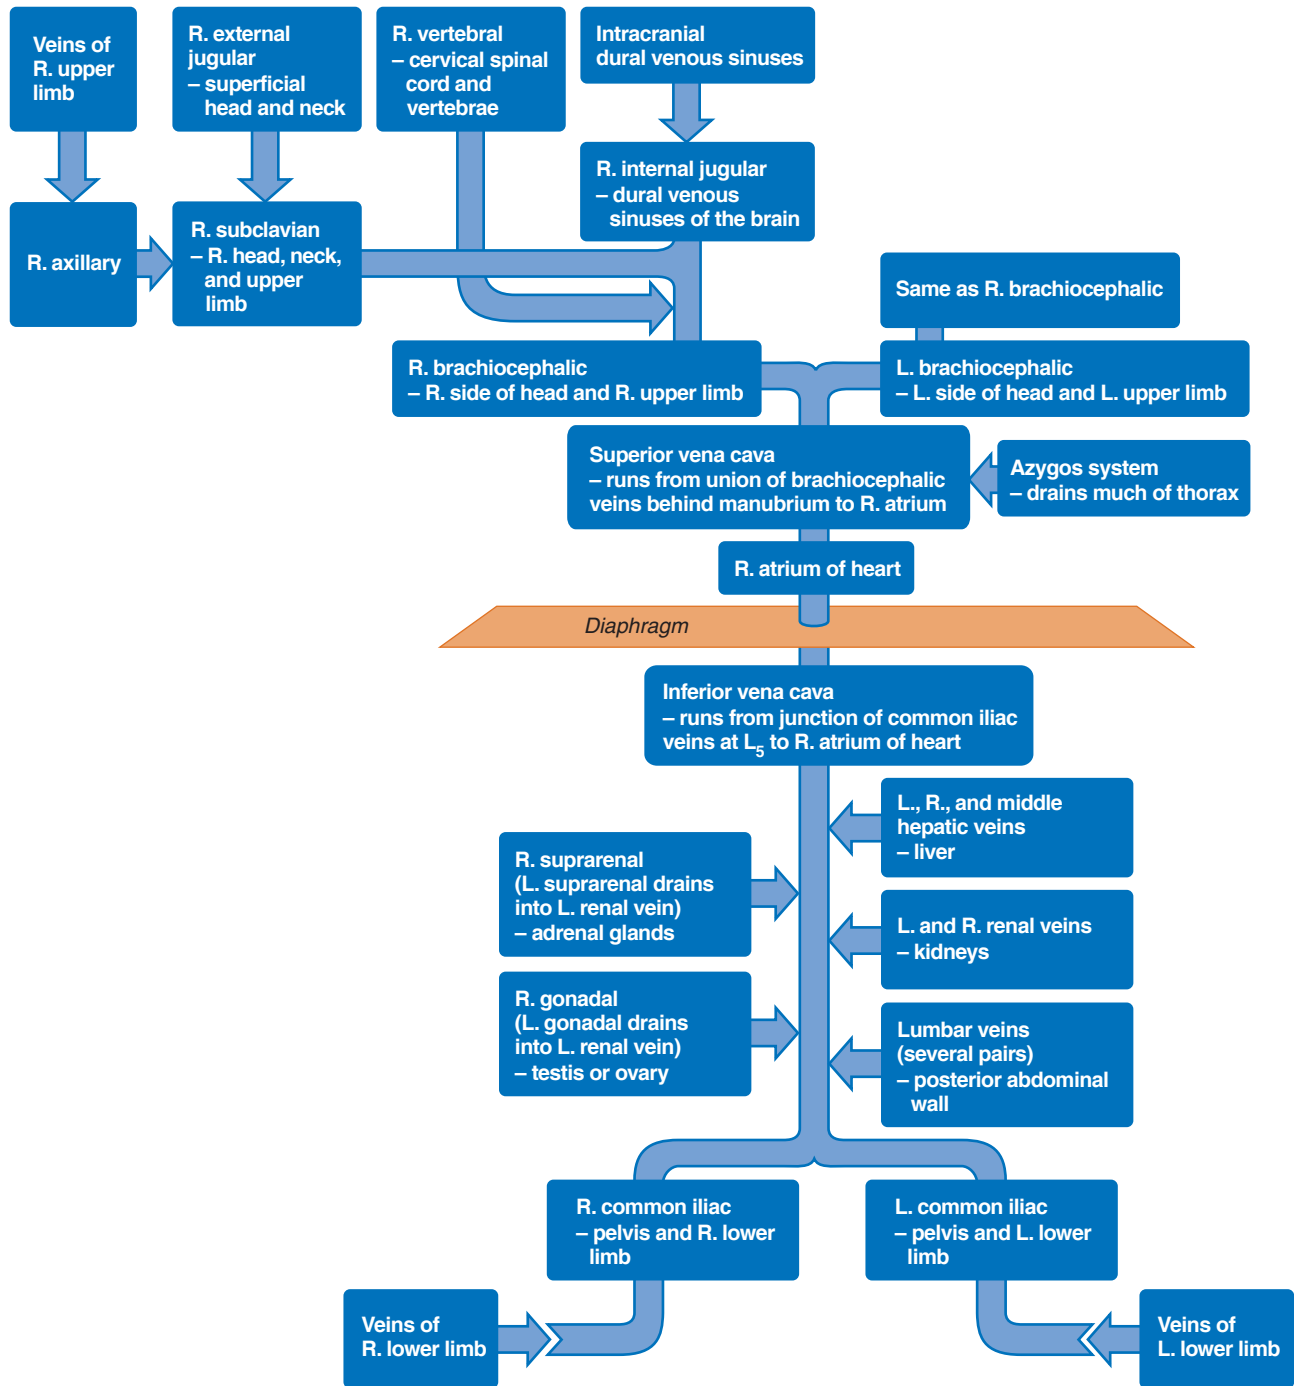 Veins of
R. upper
limb
R. external
jugular
– superficial
head and neck
R. vertebral
– cervical spinal
cord and
vertebrae
Intracranial
dural venous sinuses
R. internal jugular
– dural venous
sinuses of the brain
R. axillary
R. subclavian
– R. head, neck,
and upper
limb
Same as R. brachiocephalic
R. brachiocephalic
– R. side of head and R. upper limb
L. brachiocephalic
– L. side of head and L. upper limb
Superior vena cava
– runs from union of brachiocephalic
veins behind manubrium to R. atrium
Azygos system
– drains much of thorax
R. atrium of heart
Diaphragm
Inferior vena cava
– runs from junction of common iliac
veins at L5 to R. atrium of heart
L., R., and middle
hepatic veins
– liver
R. suprarenal
(L. suprarenal drains
into L. renal vein)
– adrenal glands
L. and R. renal veins
– kidneys
R. gonadal
(L. gonadal drains
into L. renal vein)
– testis or ovary
Lumbar veins
(several pairs)
– posterior abdominal
wall
R. common iliac
– pelvis and R. lower
limb
L. common iliac
– pelvis and L. lower
limb
Veins of
R. lower limb
Veins of
L. lower limb